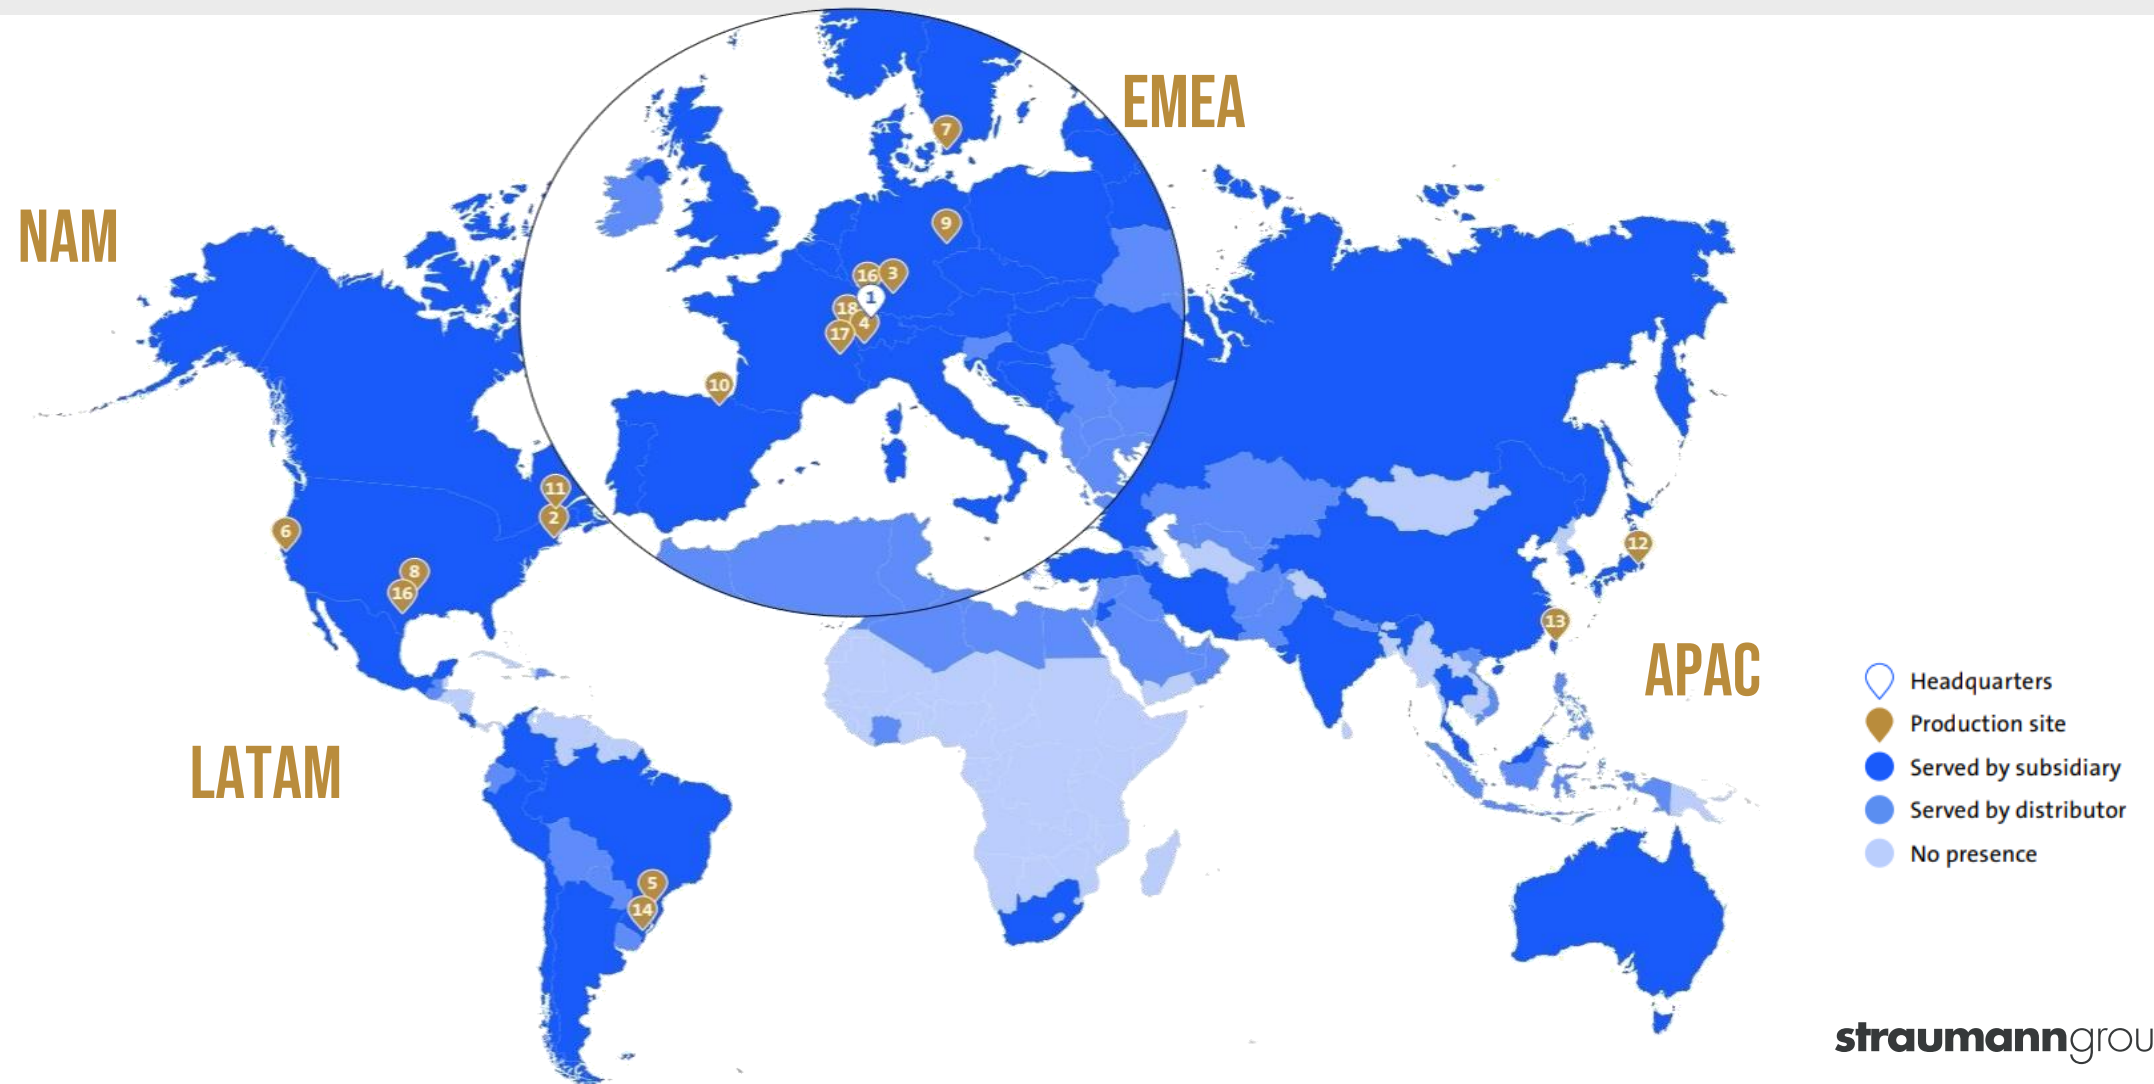 EMEA
NAM
7
9
16
3
1
18
4
17
10
11
2
6
8
16
12
13
APAC
LATAM
5
14
Headquarters
Production site
Served by subsidiary
Served by distributor
No presence
straumanngrou